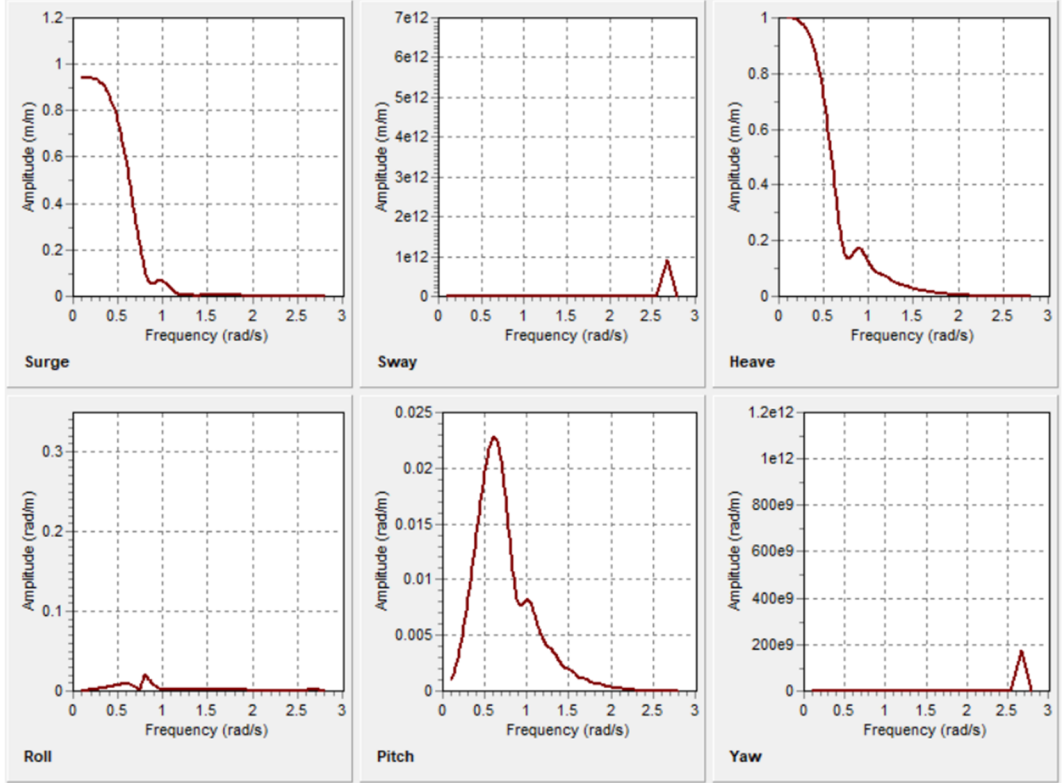 1.2
1
0.8
0.6
0.4
0.2
0
Amplitude (m/m)
0 0.5 1 1.5 2 2.5 3
Frequency (rad/s)
Surge
7e12
6e12
5e12
4e12
3e12
2e12
1e12
0
Amplitude (m/m)
0 0.5 1 1.5 2 2.5 3
Frequency (rad/s)
Sway
1
0.8
0.6
0.4
0.2
0
Amplitude (m/m)
0 0.5 1 1.5 2 2.5 3
Frequency (rad/s)
Heave
0.3
0.2
0.1
0
Amplitude (rad/m)
0 0.5 1 1.5 2 2.5 3
Frequency (rad/s)
Roll
0.025
0.02
0.015
0.01
0.005
0
Amplitude (rad/m)
0 0.5 1 1.5 2 2.5 3
Frequency (rad/s)
Pitch
1.2e12
1e12
800e9
600e9
400e9
200e9
0
Amplitude (rad/m)
0 0.5 1 1.5 2 2.5 3
Frequency (rad/s)
Yaw